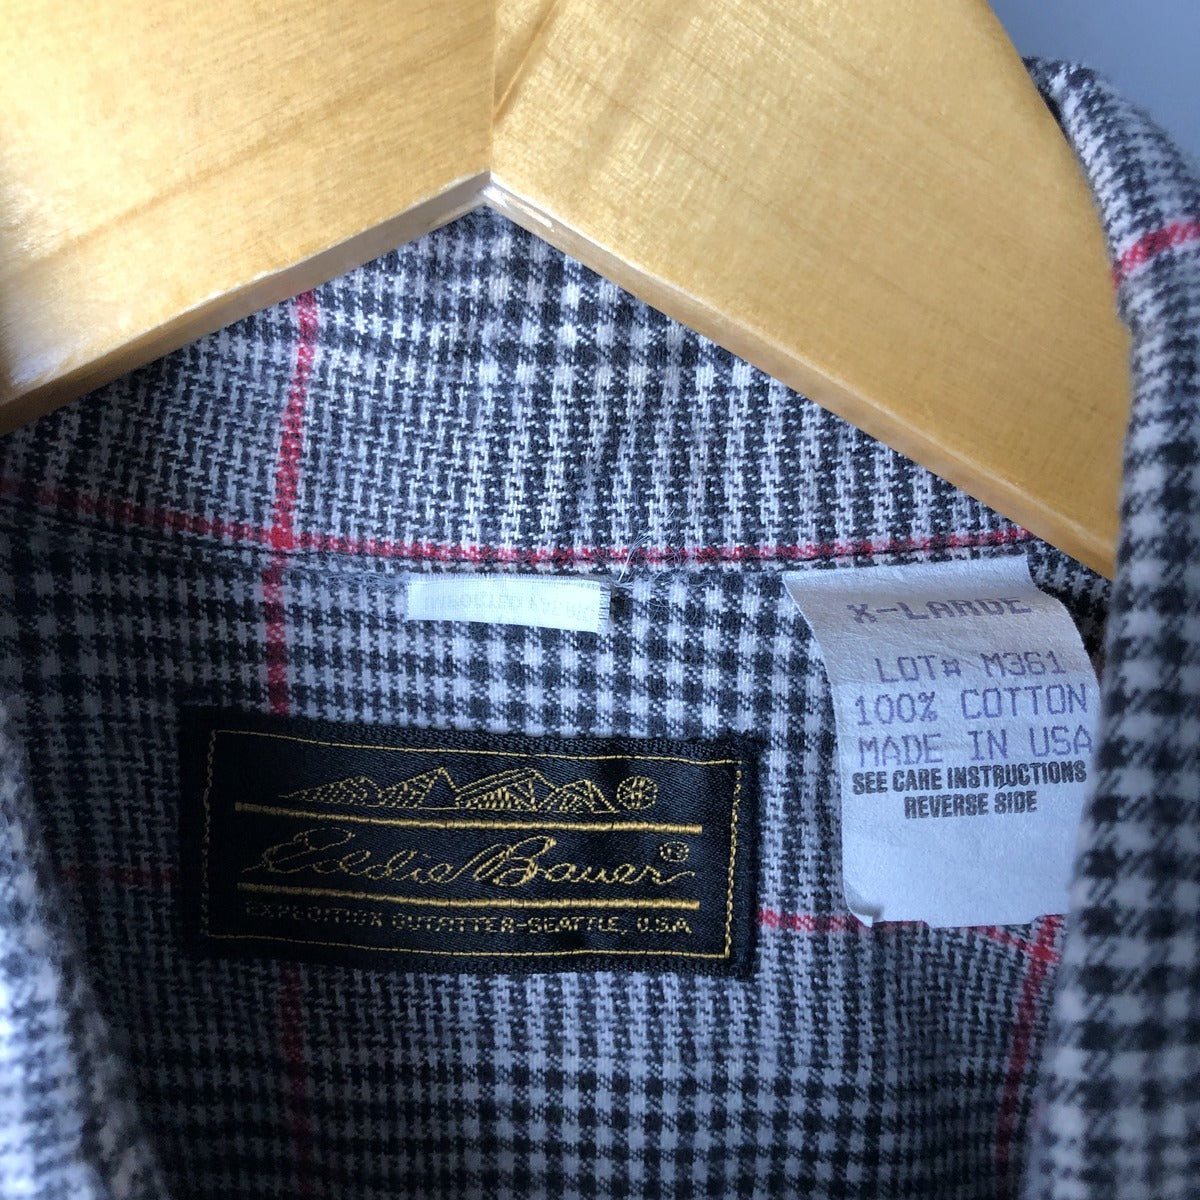 X-LARGE
LOT# M361
100% COTTON
MADE IN USA
SEE CARE INSTRUCTIONS
REVERSE SIDE
Eddie Bauer®
EXPEDITION OUTFITTER-SEATTLE, U.S.A